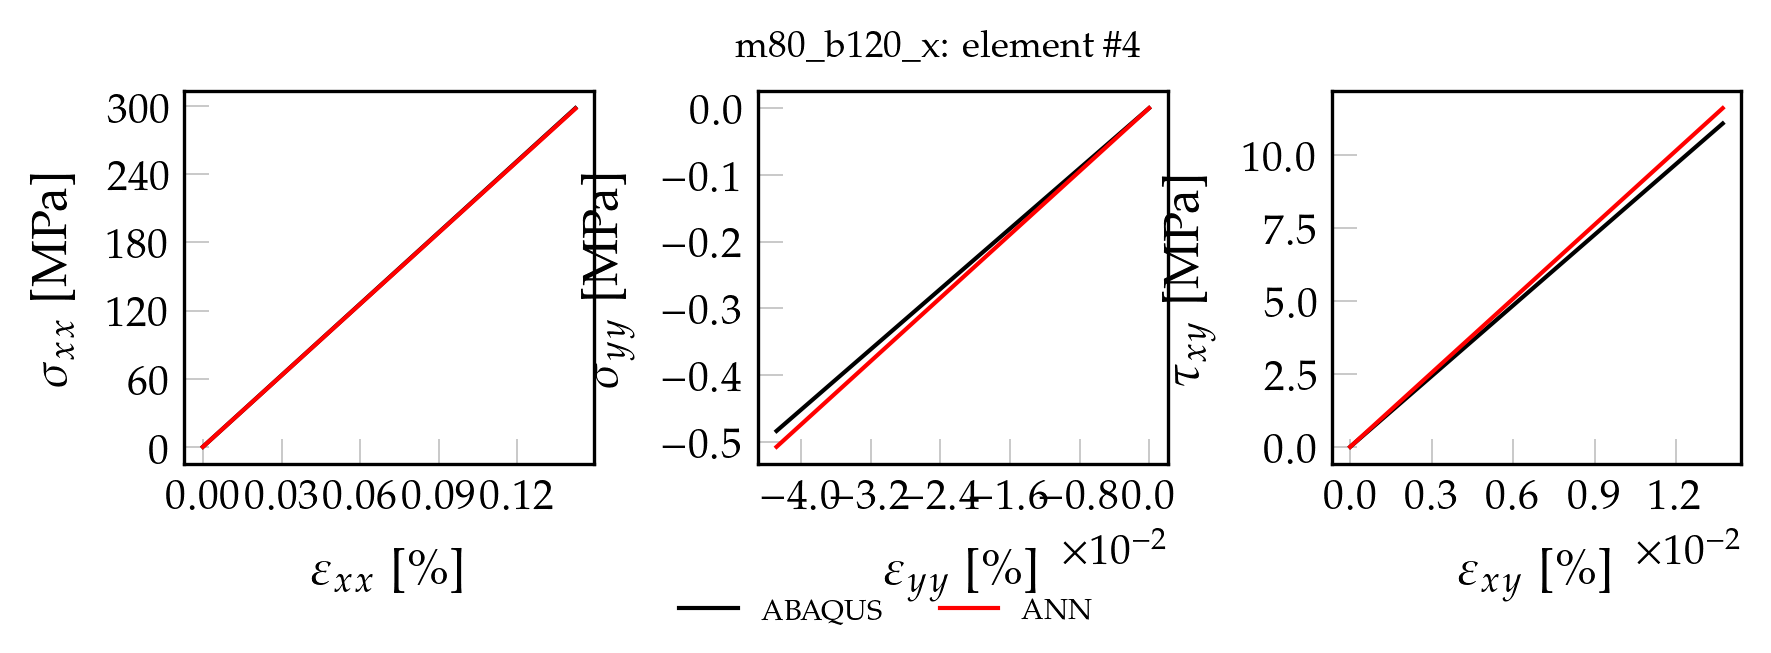 m80_b120_x: element #4
σxx [MPa]
300
240
180
120
60
0
0.00 0.03 0.06 0.09 0.12
εxx [%]
σyy [MPa]
0.0
−0.1
−0.2
−0.3
−0.4
−0.5
−4.0 −3.2 −2.4 −1.6 −0.8 0.0
×10−2
εyy [%]
τxy [MPa]
10.0
7.5
5.0
2.5
0.0
0.0 0.3 0.6 0.9 1.2
×10−2
εxy [%]
ABAQUS ANN